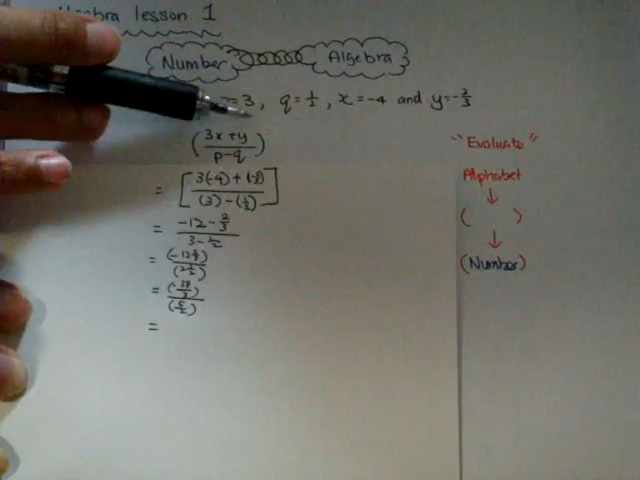 Algebra lesson 1
Number Algebra
= 3, q = 1/2, x = -4 and y = -2/3
(3x + y / p - q)
= [3(-4) + (-2/3) / (3) - (1/2)]
= -12 - 2/3 / 3 - 1/2
= (-12 2/3) / (2 1/2)
= (-38/3) / (5/2)
=
"Evaluate"
Alphabet
↓
( )
↓
(Number)